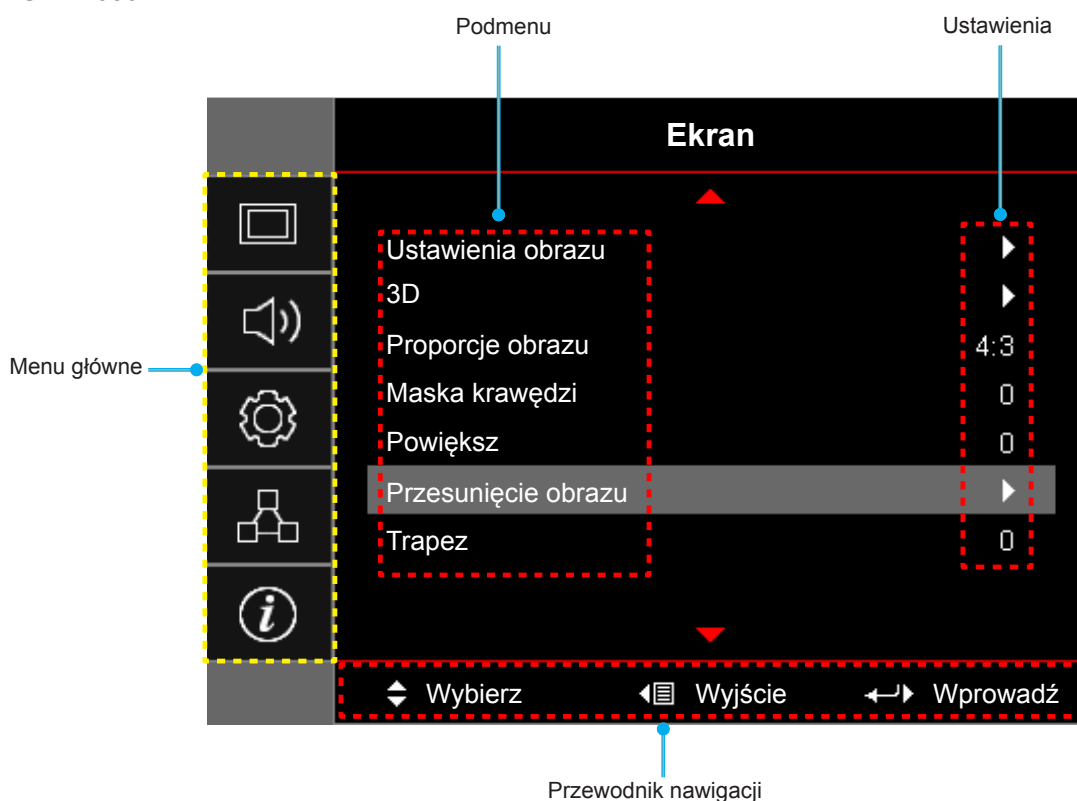 Podmenu
Ustawienia
Ekran
Ustawienia obrazu
3D
Proporcje obrazu 4:3
Menu główne
Maska krawędzi 0
Powiększ 0
Przesunięcie obrazu
Trapez 0
Wybierz Wyjście Wprowadź
Przewodnik nawigacji